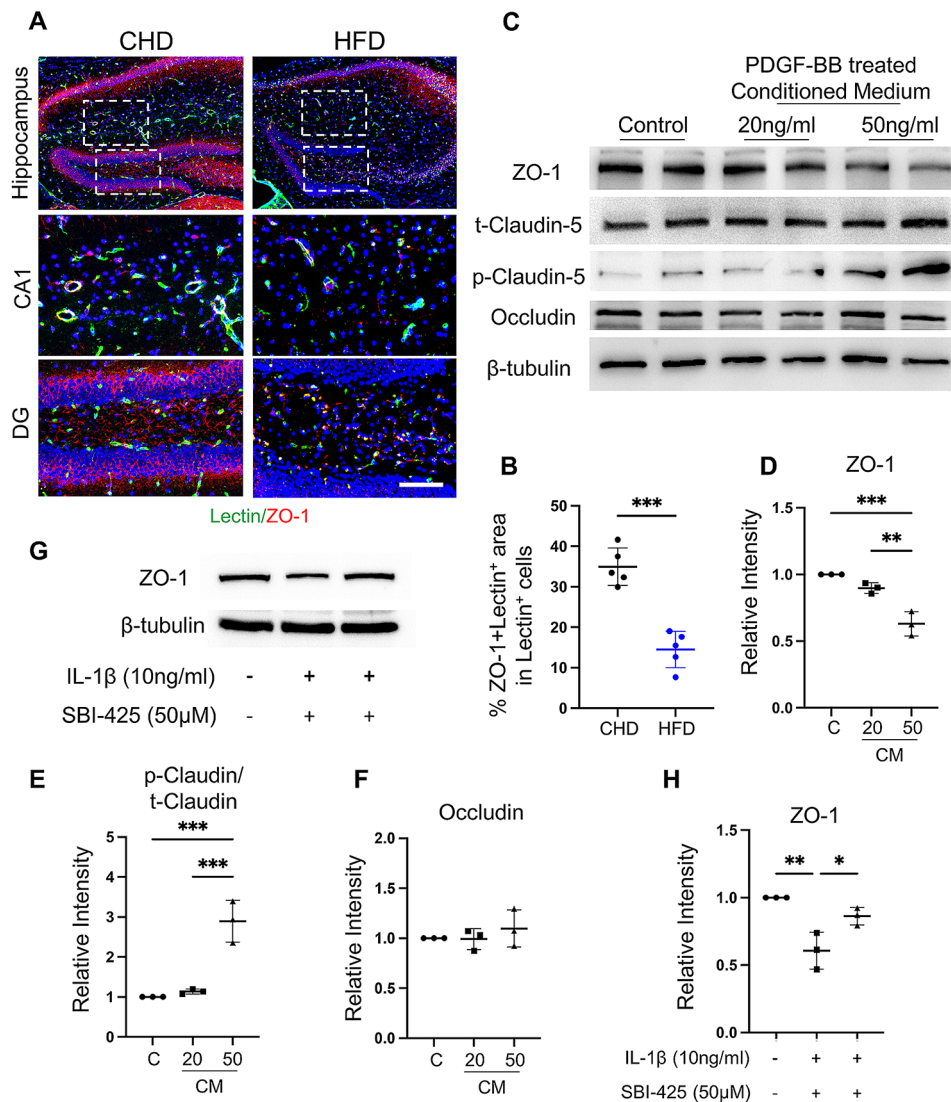 A
CHD
HFD
Hippocampus
CA1
DG
Lectin/ZO-1
C
PDGF-BB treated
Conditioned Medium
Control
20ng/ml
50ng/ml
ZO-1
t-Claudin-5
p-Claudin-5
Occludin
β-tubulin
B
***
% ZO-1+Lectin⁺ area
in Lectin⁺ cells
50
40
30
20
10
0
CHD
HFD
D
ZO-1
***
**
Relative Intensity
1.5
1.0
0.5
0.0
C
20
50
CM
G
ZO-1
β-tubulin
IL-1β (10ng/ml)
-
+
+
SBI-425 (50μM)
-
+
+
E
p-Claudin/
t-Claudin
***
***
Relative Intensity
5
4
3
2
1
0
C
20
50
CM
F
Occludin
Relative Intensity
2.0
1.5
1.0
0.5
0.0
C
20
50
CM
H
ZO-1
**
*
Relative Intensity
1.5
1.0
0.5
0.0
IL-1β (10ng/ml)
-
+
+
SBI-425 (50μM)
-
+
+